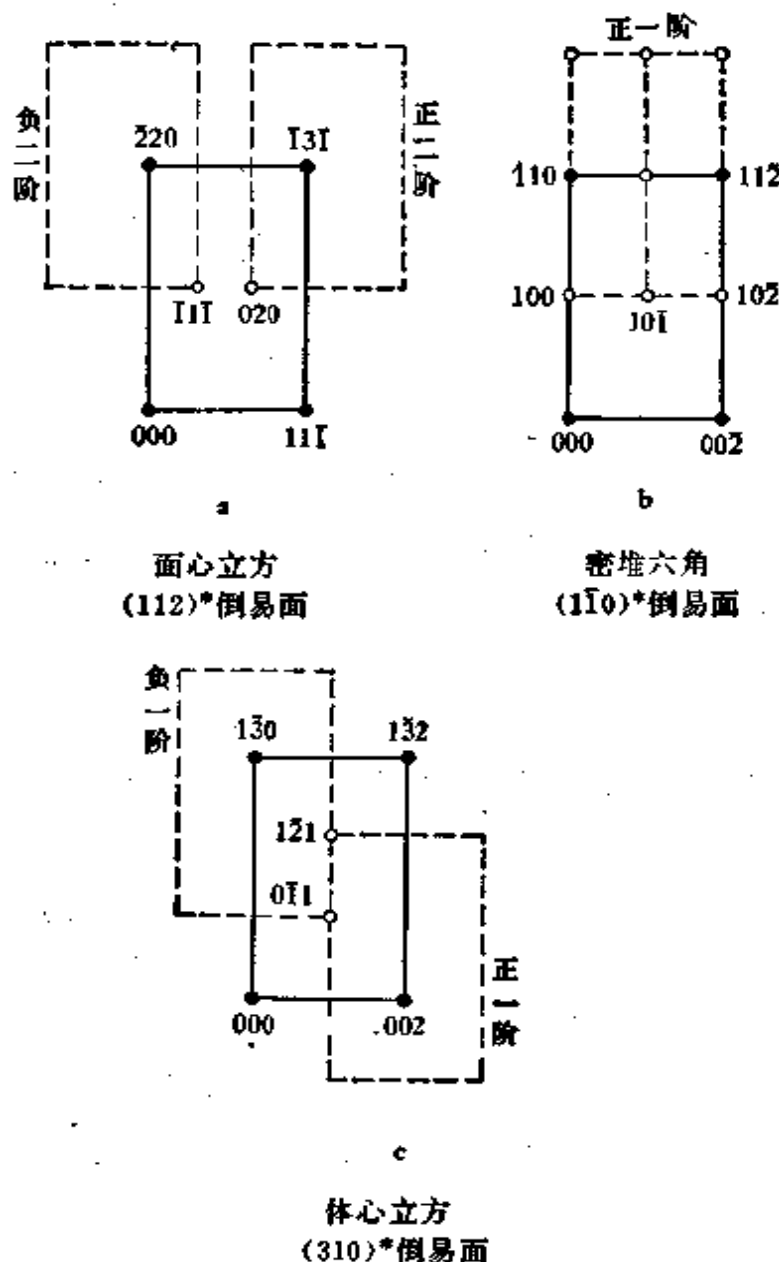 负二阶
正二阶
2̄20
1̄31̄
1̄11̄
020
000
111̄
a
面心立方
(112)*倒易面
正一阶
110
112̄
100
101̄
102̄
000
002̄
b
密堆六角
(11̄0)*倒易面
负一阶
13̄0
13̄2
12̄1
01̄1
正一阶
000
002
c
体心立方
(310)*倒易面